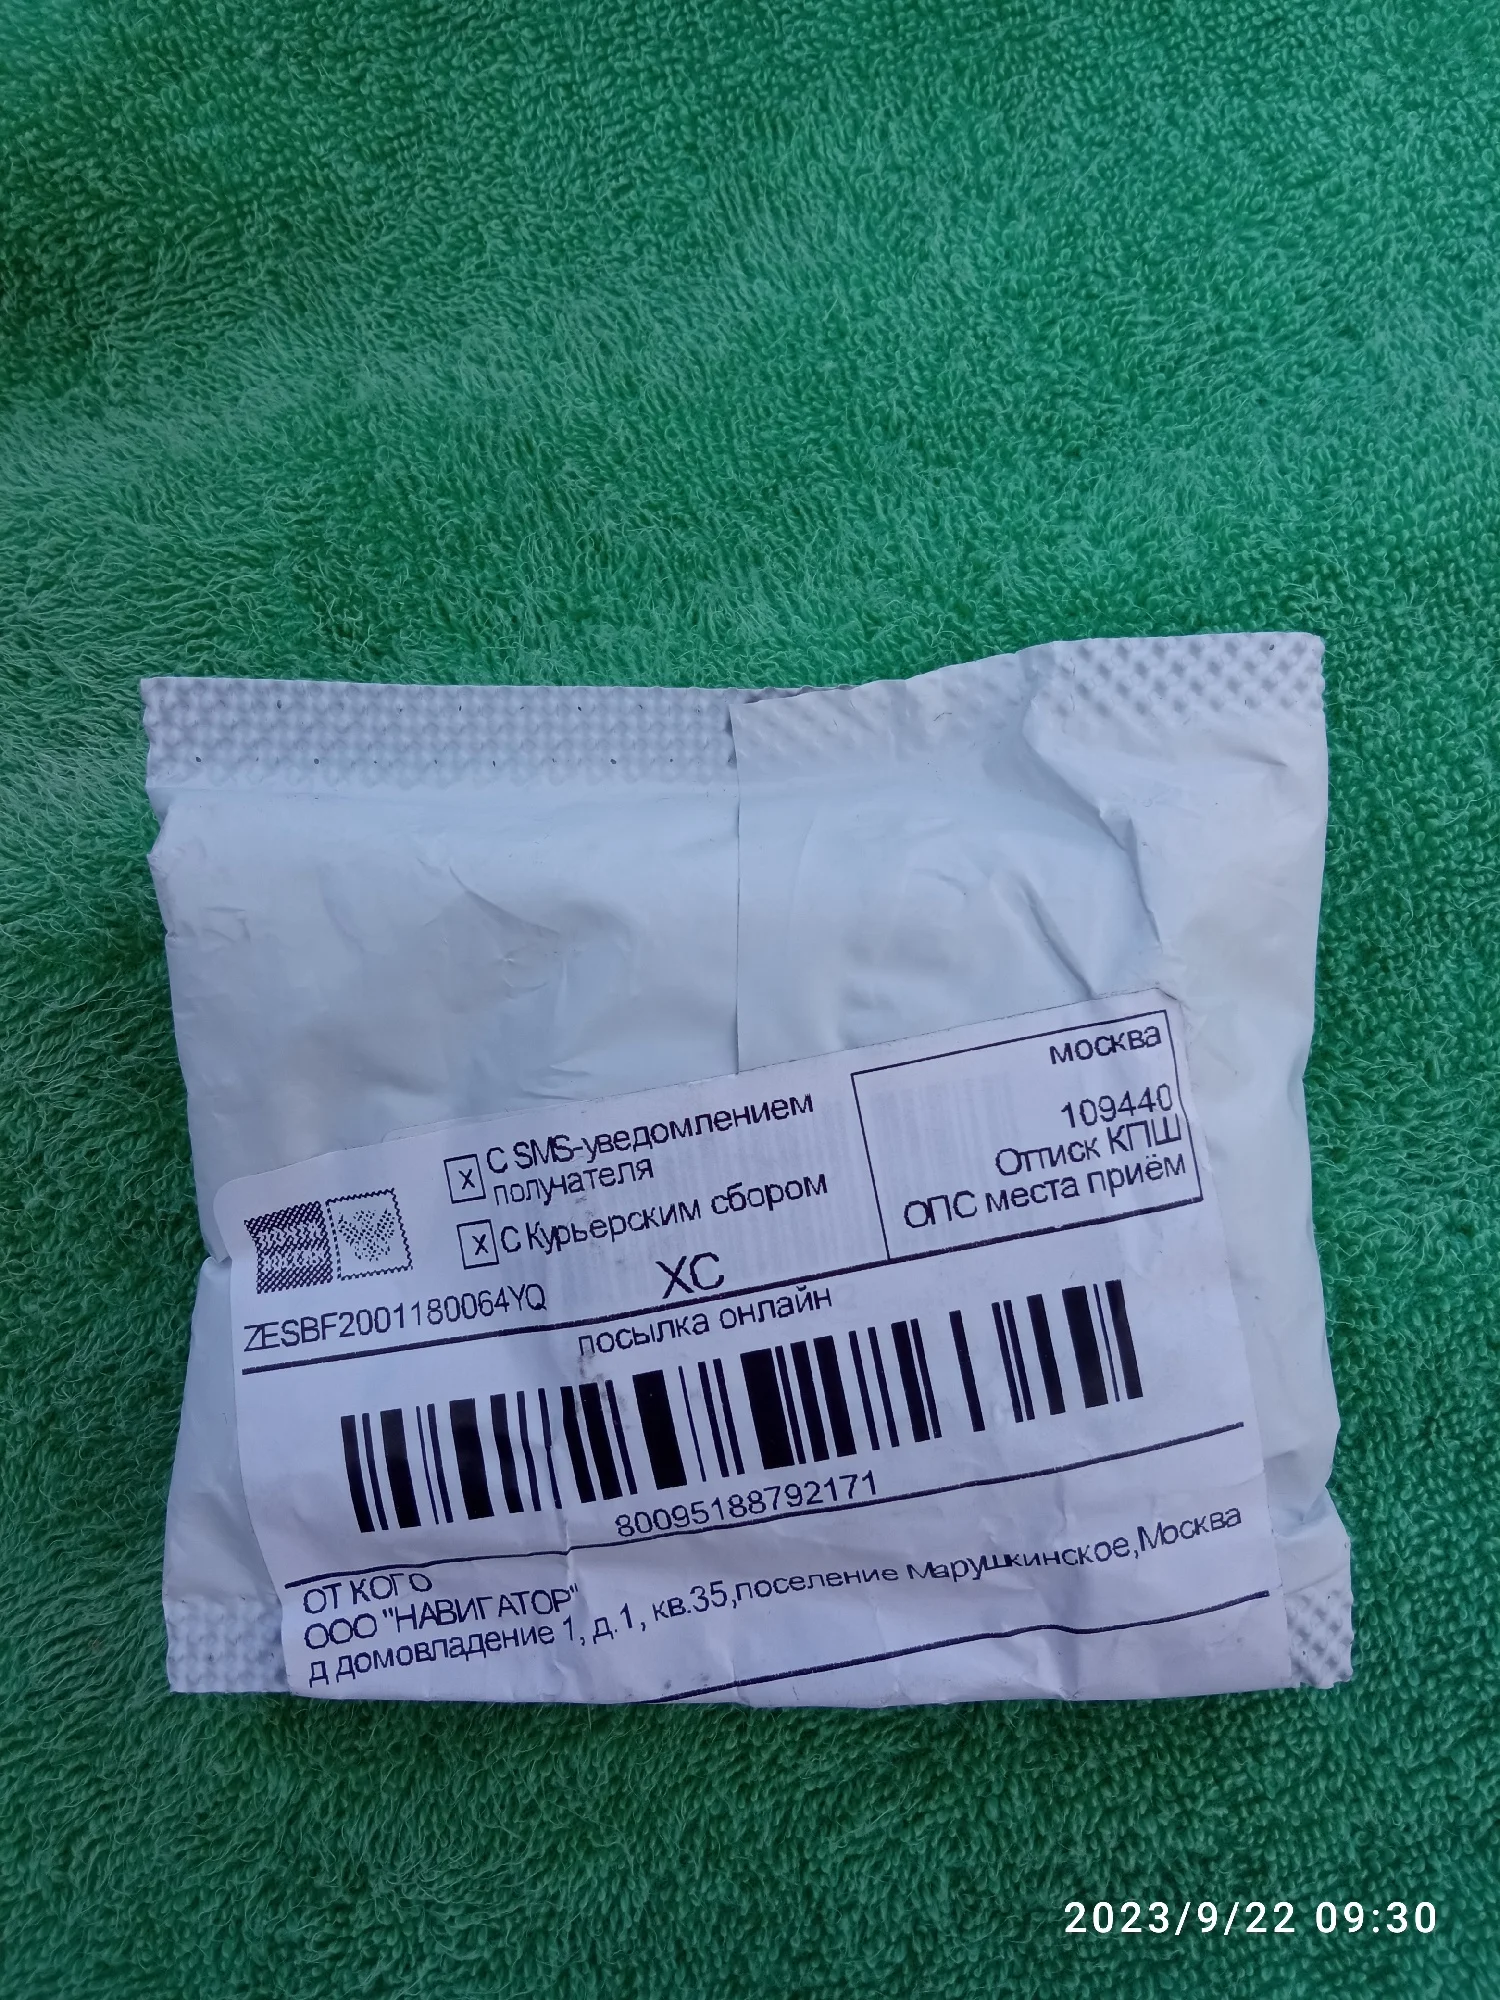 москва
109440
Оттиск КПШ
ОПС места приём
x С SMS-уведомлением
получателя
x С Курьерским сбором
XC
ZESBF2001180064YQ
посылка онлайн
80095188792171
ОТ КОГО
ООО "НАВИГАТОР"
д домовладение 1, д.1, кв.35,поселение Марушкинское,Москва
2023/9/22 09:30